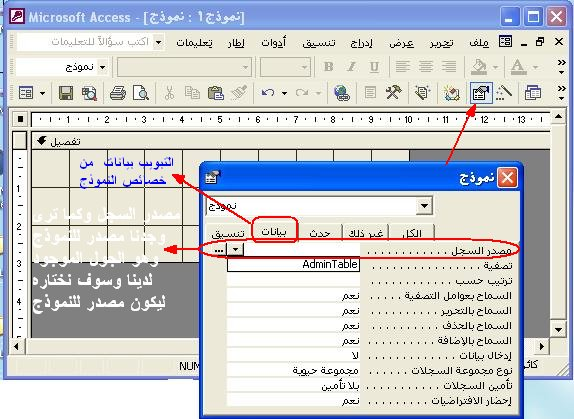 Microsoft Access - [نموذج١ : نموذج]
ملف تحرير عرض إدراج تنسيق إطار تعليمات
اكتب سؤالاً للتعليمات
نموذج
تفصيل
التبويب بيانات من
خصائص النموذج
مصدر السجل وكما ترى
وجدنا مصدر للنموذج
وهو الجول الموجود
لدينا وسوف نختاره
ليكون مصدر للنموذج
نموذج
نموذج
تنسيق بيانات حدث غير ذلك الكل
مصدر السجل
تصفية AdminTable
ترتيب حسب
السماح بعوامل التصفية نعم
السماح بالتحرير نعم
السماح بالحذف نعم
السماح بالإضافة نعم
إدخال بيانات لا
نوع مجموعة السجلات مجموعة حيوية
تأمين السجلات بلا تأمين
إحضار الافتراضيات نعم
NUM